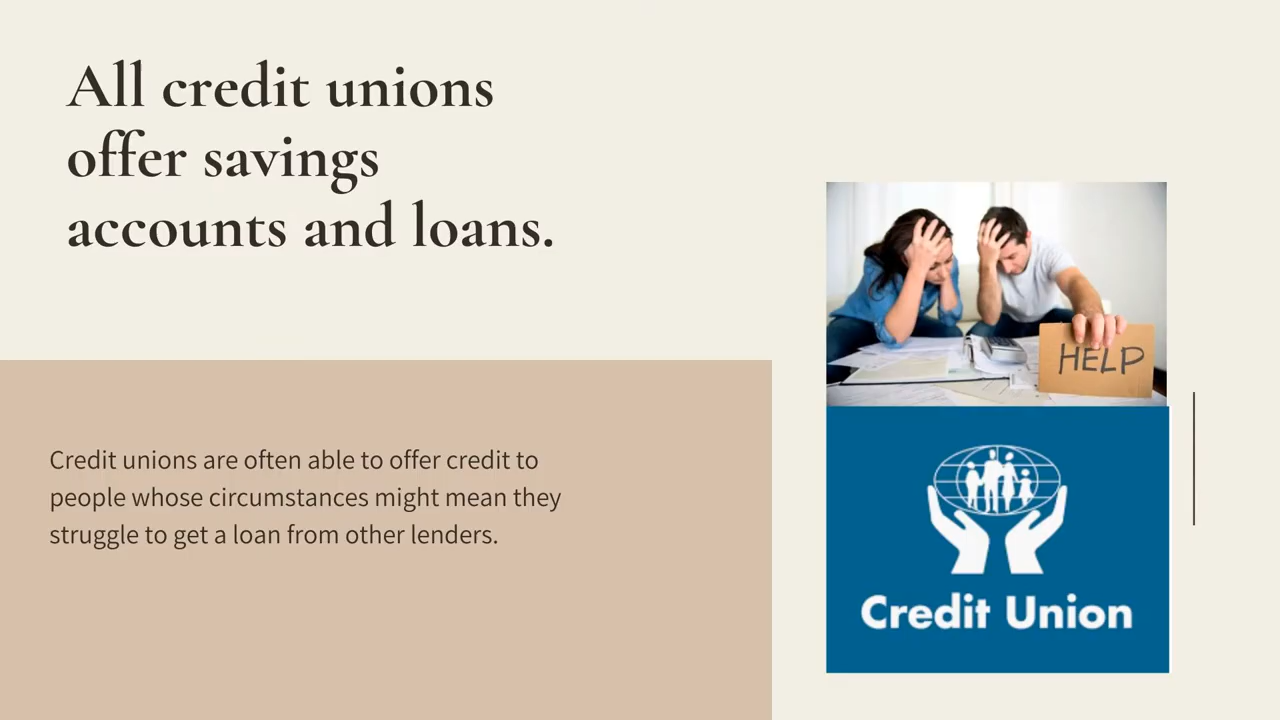 All credit unions
offer savings
accounts and loans.
HELP
Credit unions are often able to offer credit to
people whose circumstances might mean they
struggle to get a loan from other lenders.
Credit Union